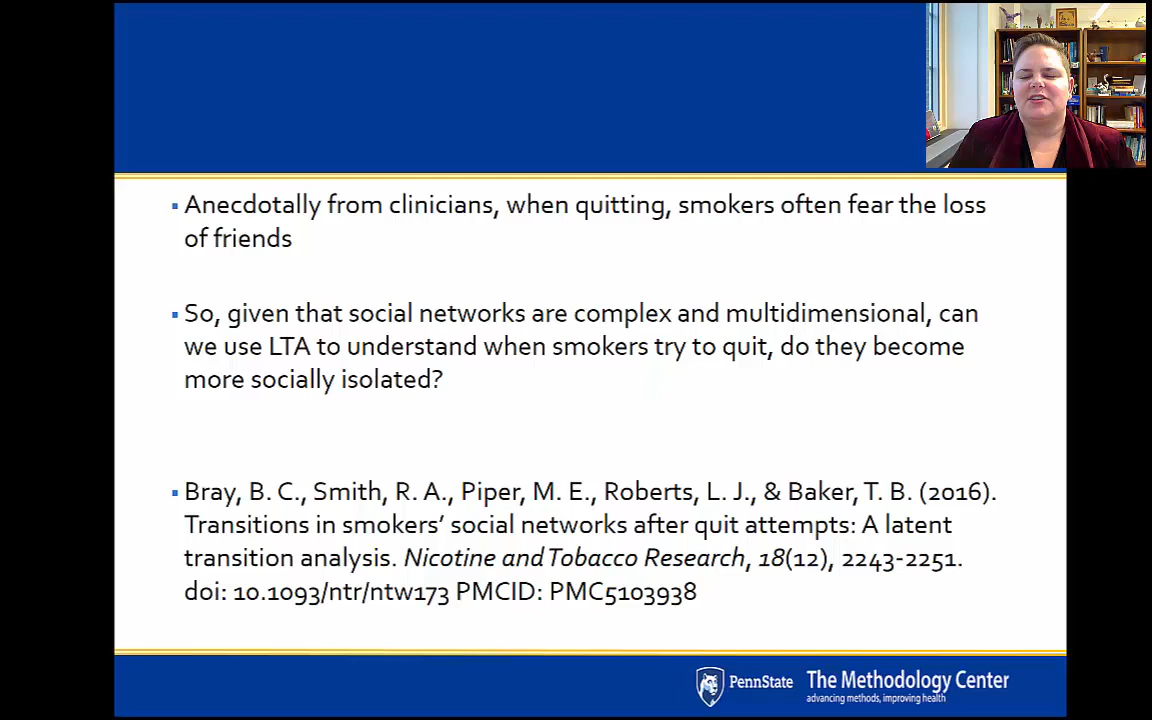 ▪ Anecdotally from clinicians, when quitting, smokers often fear the loss
of friends
▪ So, given that social networks are complex and multidimensional, can
we use LTA to understand when smokers try to quit, do they become
more socially isolated?
▪ Bray, B. C., Smith, R. A., Piper, M. E., Roberts, L. J., & Baker, T. B. (2016).
Transitions in smokers' social networks after quit attempts: A latent
transition analysis. Nicotine and Tobacco Research, 18(12), 2243-2251.
doi: 10.1093/ntr/ntw173 PMCID: PMC5103938
PennState The Methodology Center
advancing methods, improving health